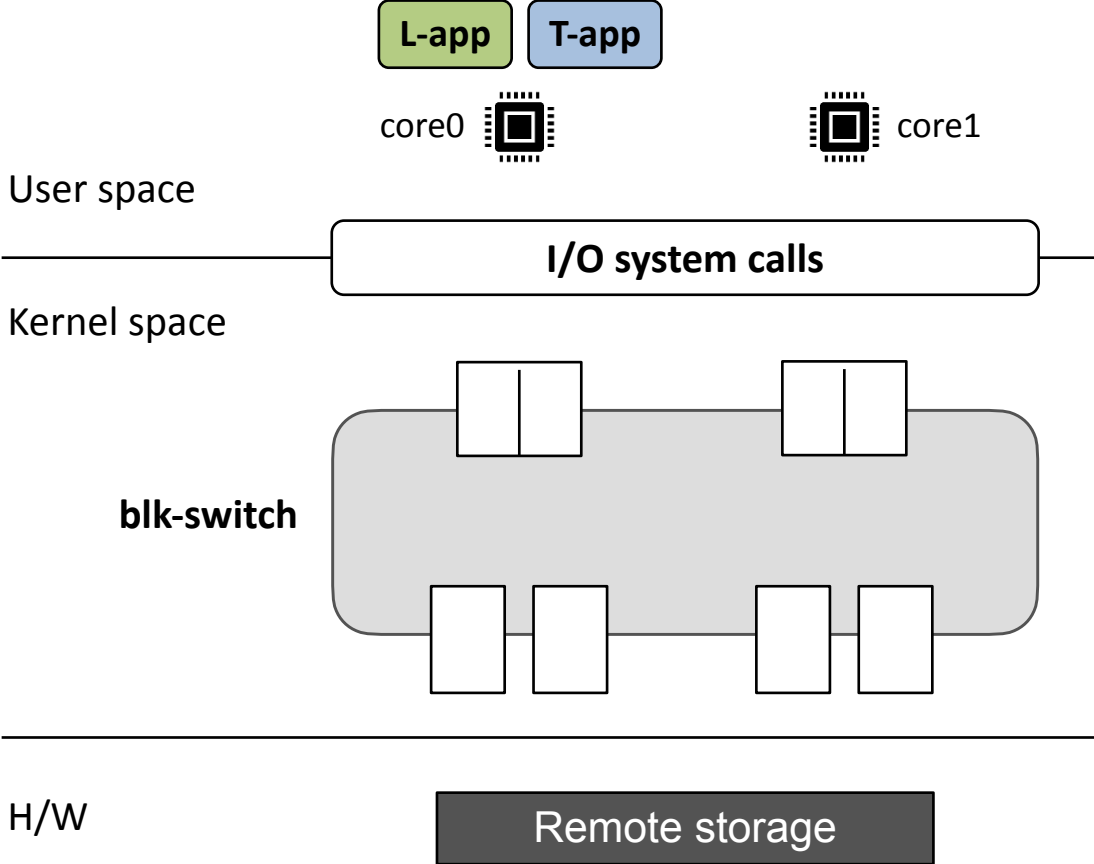 L-app T-app
core0 core1
User space
I/O system calls
Kernel space
blk-switch
H/W
Remote storage